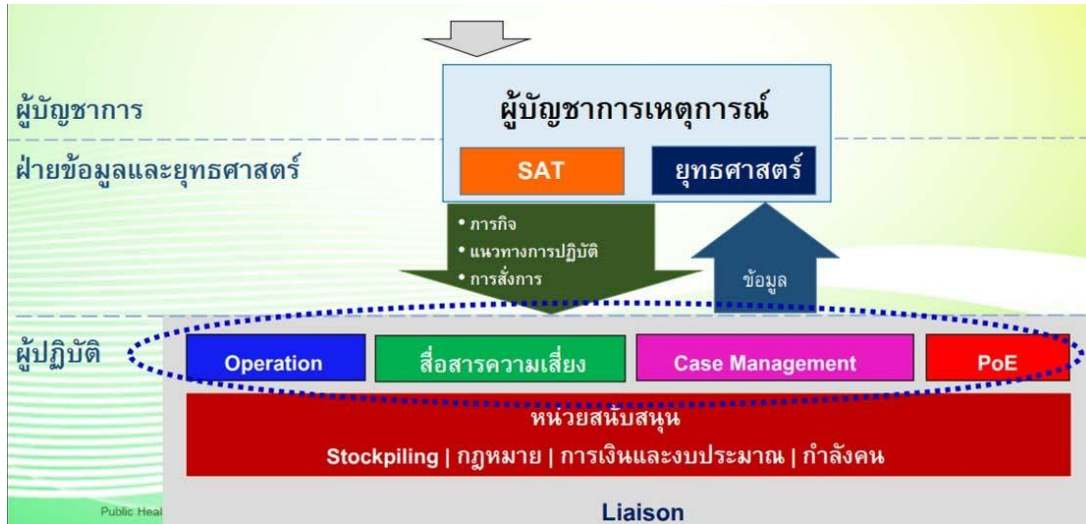 ผู้บัญชาการ
ผู้บัญชาการเหตุการณ์
ฝ่ายข้อมูลและยุทธศาสตร์
SAT
ยุทธศาสตร์
• ภารกิจ
• แนวทางการปฏิบัติ
• การสั่งการ
ข้อมูล
ผู้ปฏิบัติ
Operation
สื่อสารความเสี่ยง
Case Management
PoE
หน่วยสนับสนุน
Stockpiling | กฎหมาย | การเงินและงบประมาณ | กำลังคน
Public Heal
Liaison